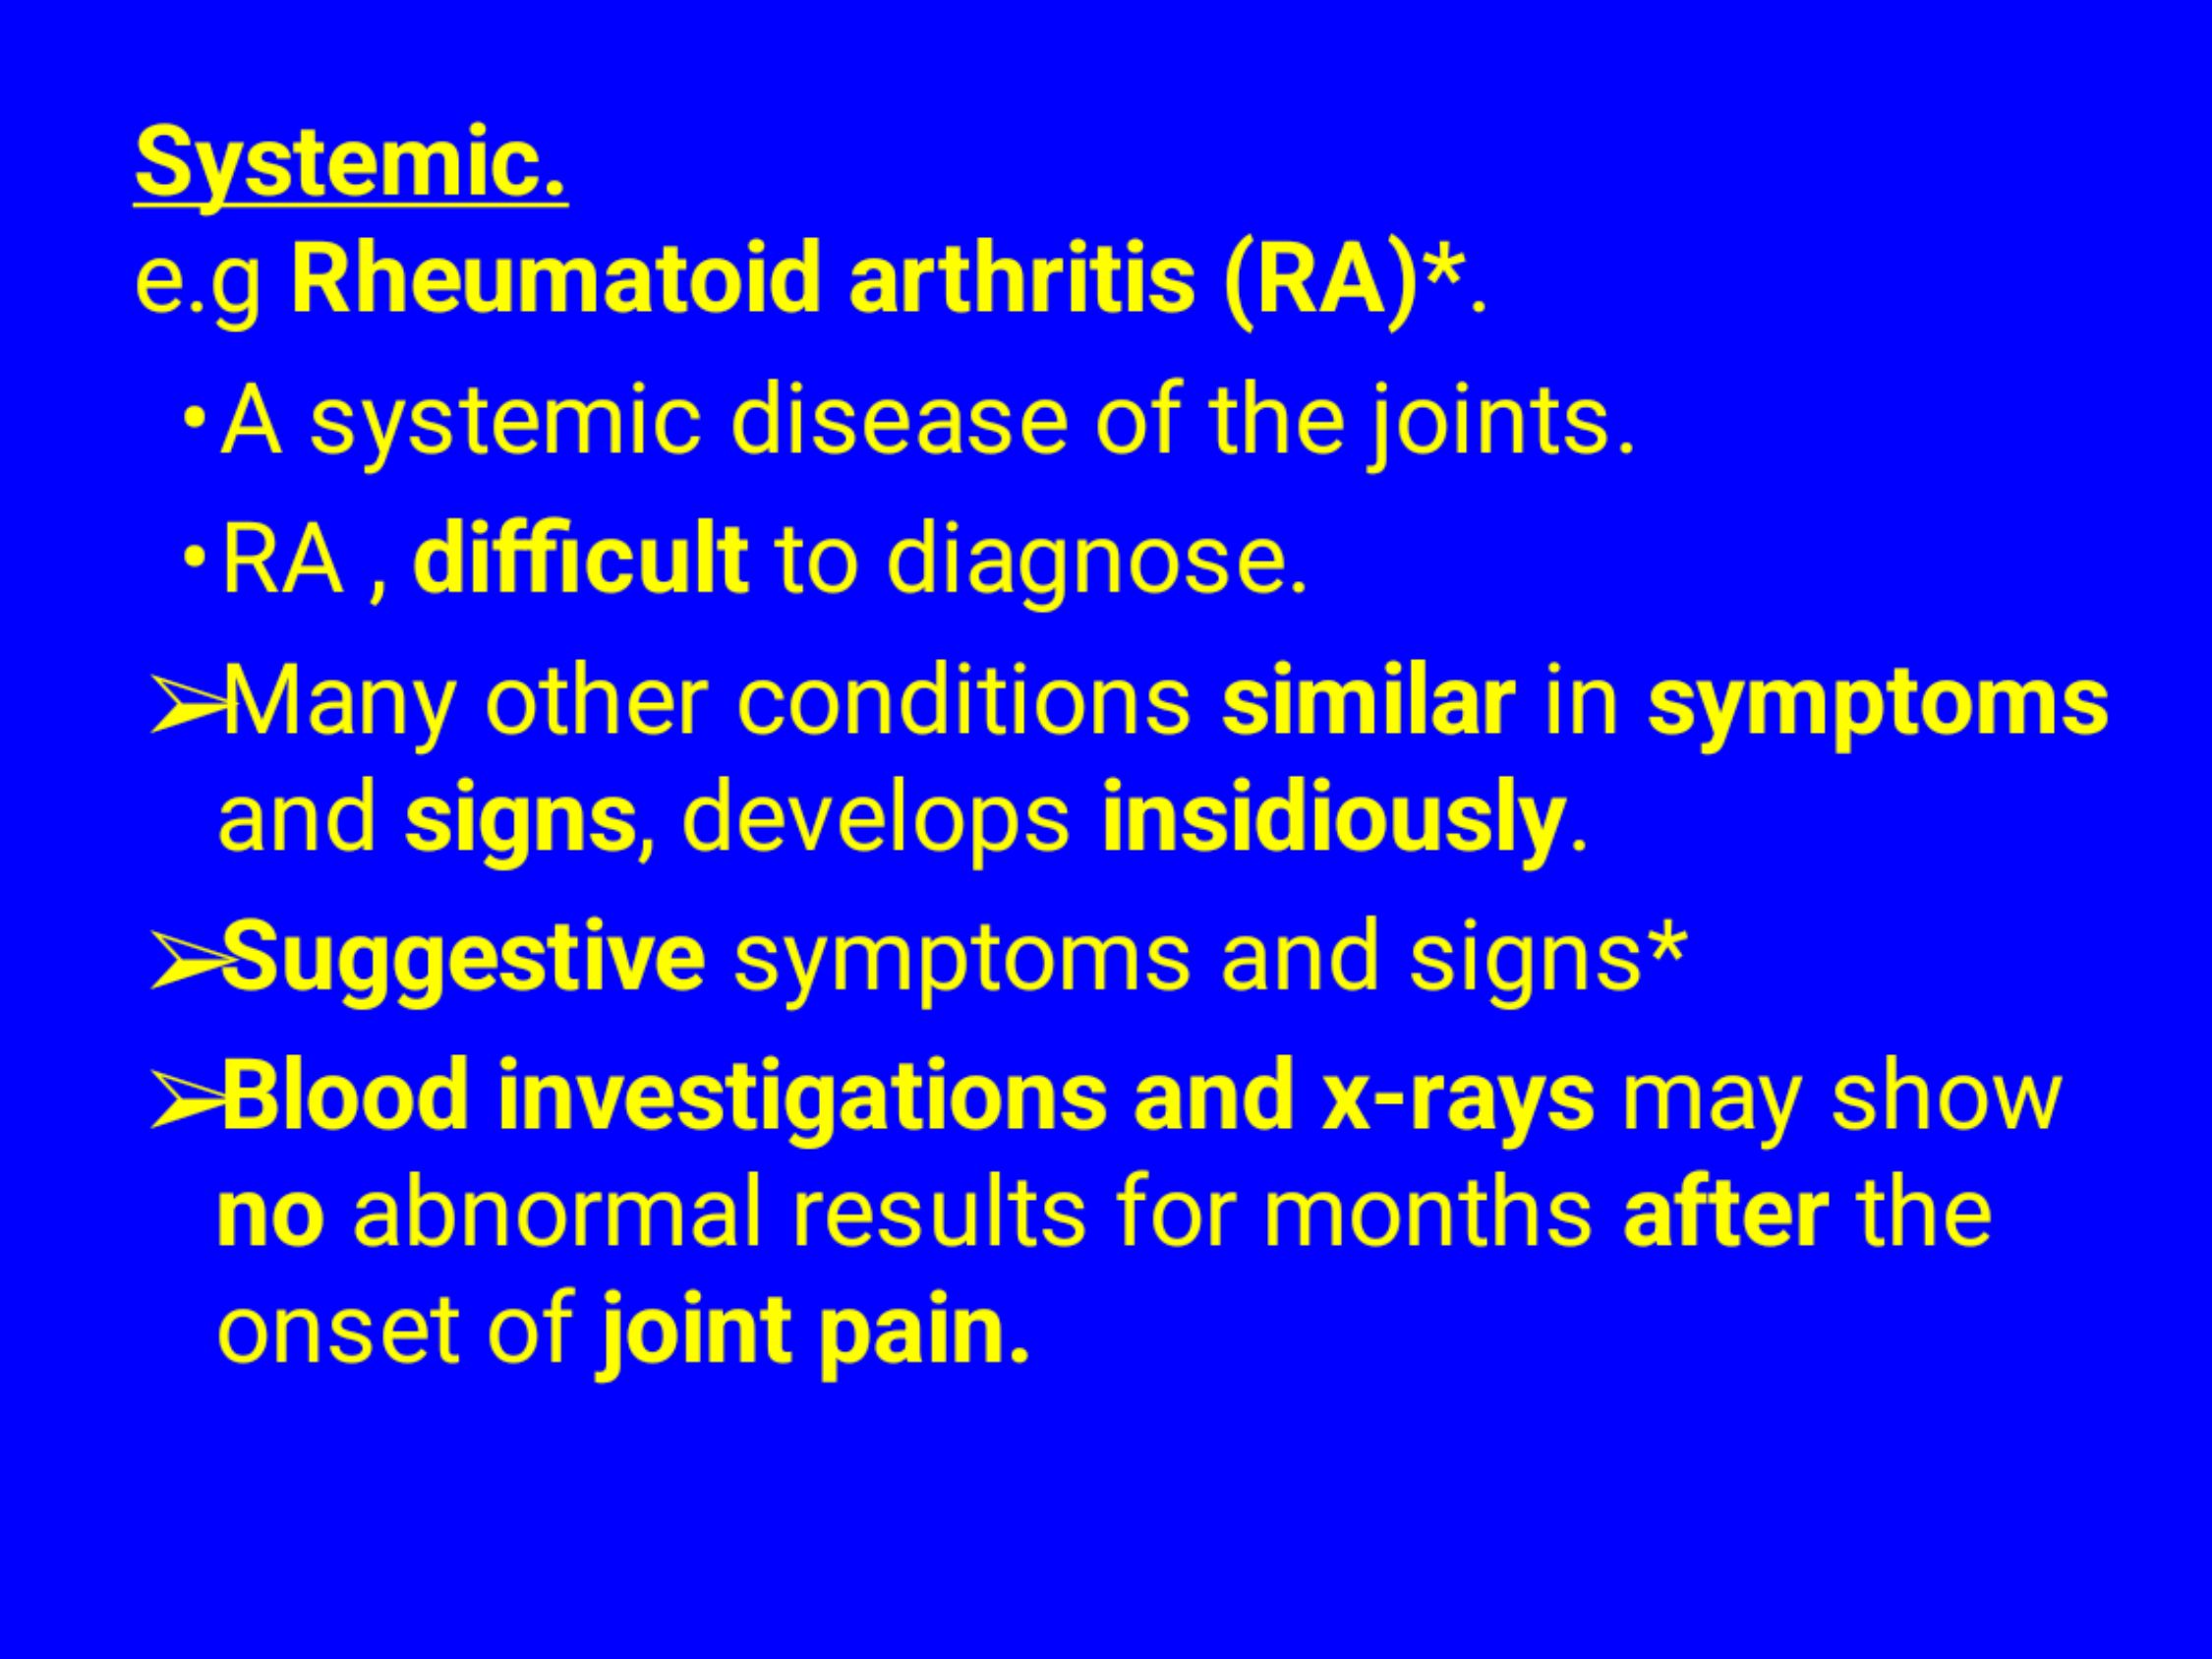 Systemic.
e.g Rheumatoid arthritis (RA)*.
•A systemic disease of the joints.
•RA , difficult to diagnose.
➢Many other conditions similar in symptoms
and signs, develops insidiously.
➢Suggestive symptoms and signs*
➢Blood investigations and x-rays may show
no abnormal results for months after the
onset of joint pain.